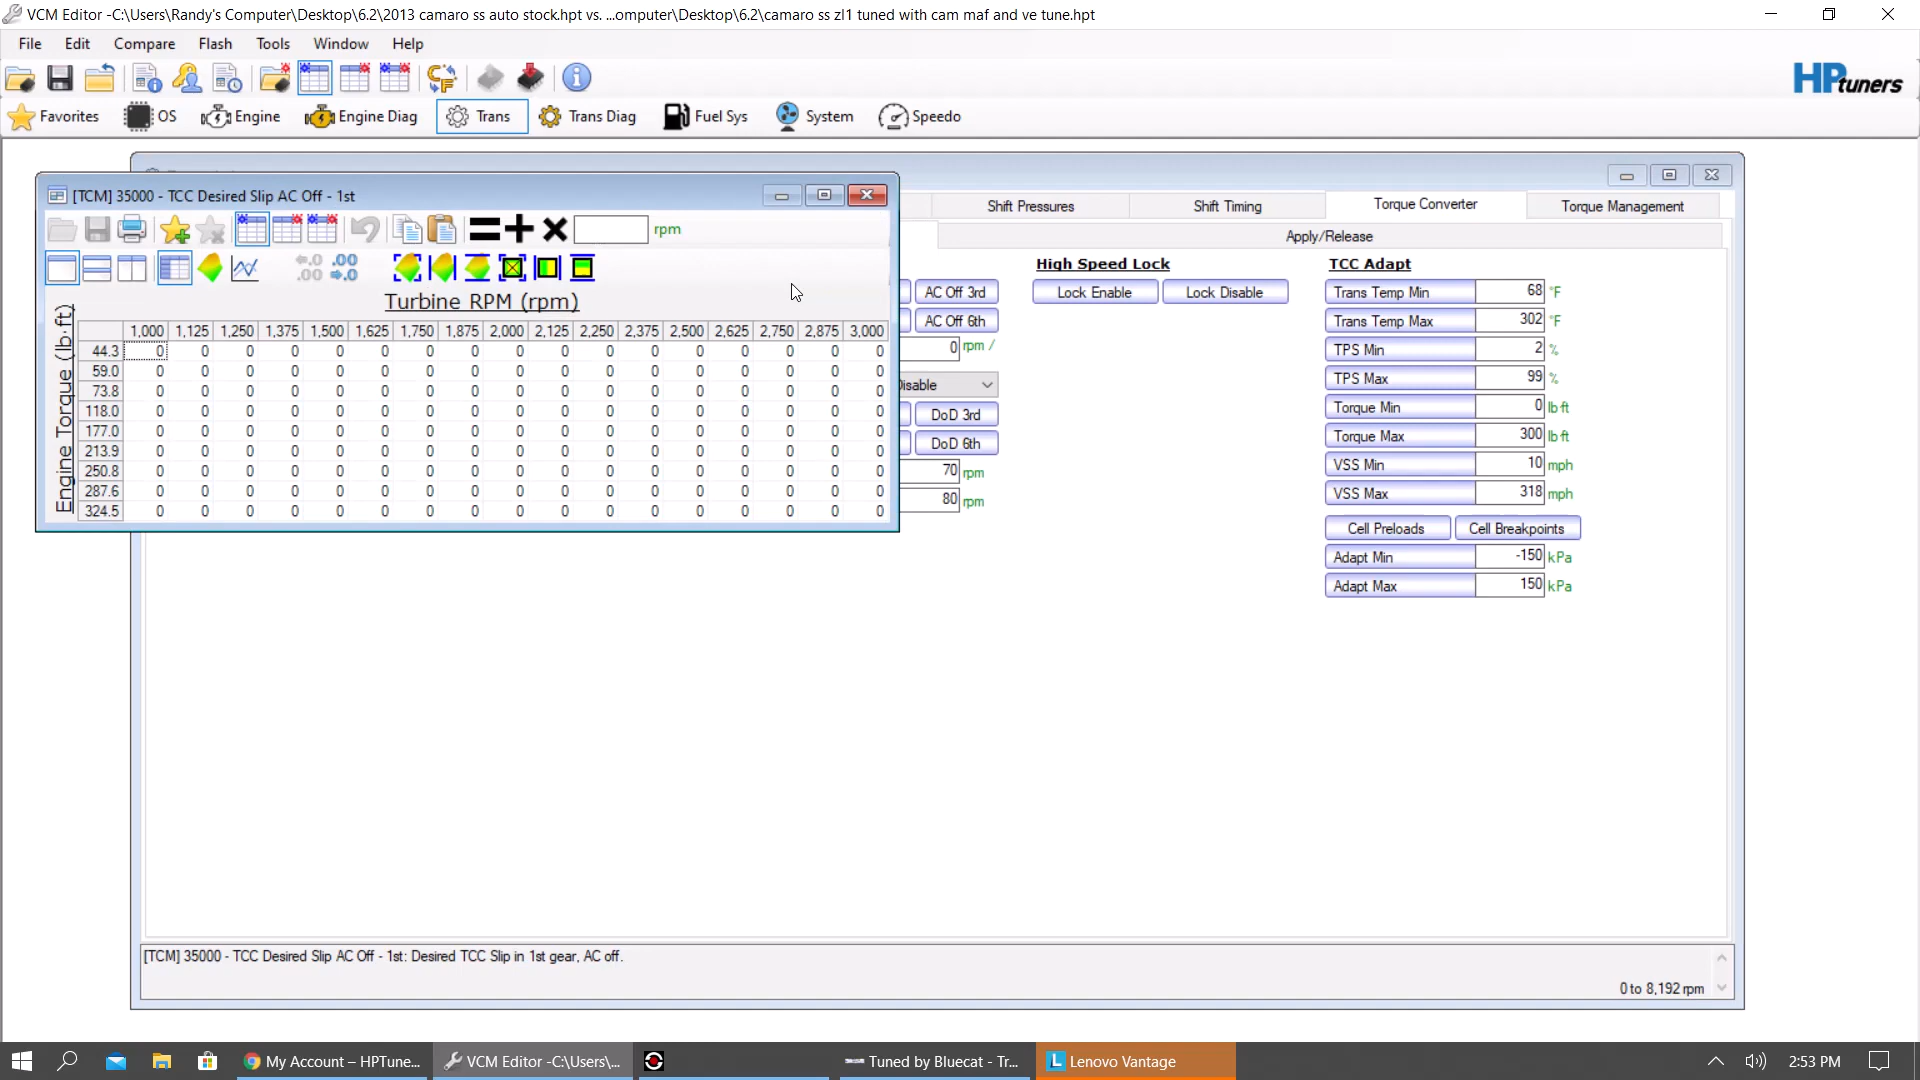 VCM Editor -C:\Users\Randy's Computer\Desktop\6.2\2013 camaro ss auto stock.hpt vs. ...omputer\Desktop\6.2\camaro ss zl1 tuned with cam maf and ve tune.hpt
File Edit Compare Flash Tools Window Help
HPtuners
Favorites OS Engine Engine Diag Trans Trans Diag Fuel Sys System Speedo
[TCM] 35000 - TCC Desired Slip AC Off - 1st
rpm
.0 .00
.00 .0
Turbine RPM (rpm)
Engine Torque (lb·ft)
1,000 1,125 1,250 1,375 1,500 1,625 1,750 1,875 2,000 2,125 2,250 2,375 2,500 2,625 2,750 2,875 3,000
44.3 0 0 0 0 0 0 0 0 0 0 0 0 0 0 0 0 0
59.0 0 0 0 0 0 0 0 0 0 0 0 0 0 0 0 0 0
73.8 0 0 0 0 0 0 0 0 0 0 0 0 0 0 0 0 0
118.0 0 0 0 0 0 0 0 0 0 0 0 0 0 0 0 0 0
177.0 0 0 0 0 0 0 0 0 0 0 0 0 0 0 0 0 0
213.9 0 0 0 0 0 0 0 0 0 0 0 0 0 0 0 0 0
250.8 0 0 0 0 0 0 0 0 0 0 0 0 0 0 0 0 0
287.6 0 0 0 0 0 0 0 0 0 0 0 0 0 0 0 0 0
324.5 0 0 0 0 0 0 0 0 0 0 0 0 0 0 0 0 0
Shift Pressures Shift Timing Torque Converter Torque Management
Apply/Release
AC Off 3rd
AC Off 6th
0 rpm /
isable
DoD 3rd
DoD 6th
70 rpm
80 rpm
High Speed Lock
Lock Enable Lock Disable
TCC Adapt
Trans Temp Min 68 °F
Trans Temp Max 302 °F
TPS Min 2 %
TPS Max 99 %
Torque Min 0 lb·ft
Torque Max 300 lb·ft
VSS Min 10 mph
VSS Max 318 mph
Cell Preloads Cell Breakpoints
Adapt Min -150 kPa
Adapt Max 150 kPa
[TCM] 35000 - TCC Desired Slip AC Off - 1st: Desired TCC Slip in 1st gear, AC off.
0 to 8,192 rpm
My Account – HPTune... VCM Editor -C:\Users\... Tuned by Bluecat - Tr... L Lenovo Vantage 2:53 PM